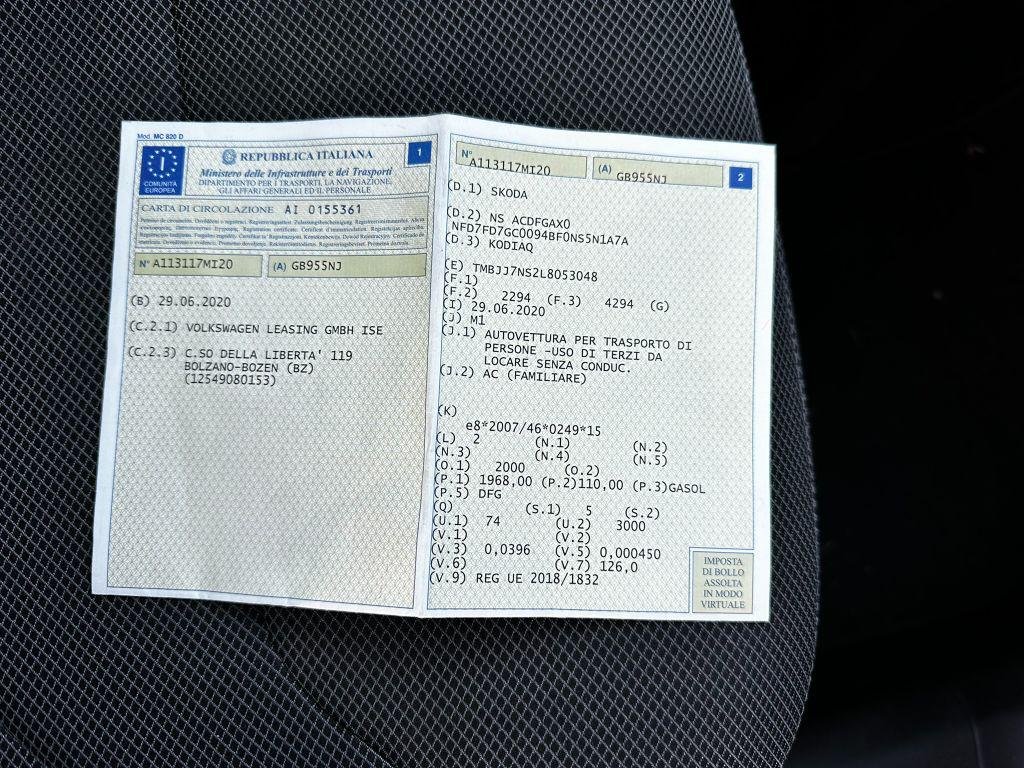 Mod. MC 820 D
I
COMUNITÀ
EUROPEA
REPUBBLICA ITALIANA
1
Ministero delle Infrastrutture e dei Trasporti
DIPARTIMENTO PER I TRASPORTI, LA NAVIGAZIONE,
GLI AFFARI GENERALI ED IL PERSONALE
CARTA DI CIRCOLAZIONE AI 0155361
N° A113117MI20 (A) GB955NJ
(B) 29.06.2020
(C.2.1) VOLKSWAGEN LEASING GMBH ISE
(C.2.3) C.SO DELLA LIBERTA' 119
BOLZANO-BOZEN (BZ)
(12549080153)
N° A113117MI20 (A) GB955NJ 2
(D.1) SKODA
(D.2) NS ACDFGAX0
NFD7FD7GC0094BF0NS5N1A7A
(D.3) KODIAQ
(E) TMBJJ7NS2L8053048
(F.1)
(F.2) 2294 (F.3) 4294 (G)
(I) 29.06.2020
(J) M1
(J.1) AUTOVETTURA PER TRASPORTO DI
PERSONE -USO DI TERZI DA
LOCARE SENZA CONDUC.
(J.2) AC (FAMILIARE)
(K)
e8*2007/46*0249*15
(L) 2 (N.1) (N.2)
(N.3) (N.4) (N.5)
(O.1) 2000 (O.2)
(P.1) 1968,00 (P.2)110,00 (P.3)GASOL
(P.5) DFG
(Q) (S.1) 5 (S.2)
(U.1) 74 (U.2) 3000
(V.1) (V.2)
(V.3) 0,0396 (V.5) 0,000450
(V.6) (V.7) 126,0
(V.9) REG UE 2018/1832
IMPOSTA
DI BOLLO
ASSOLTA
IN MODO
VIRTUALE